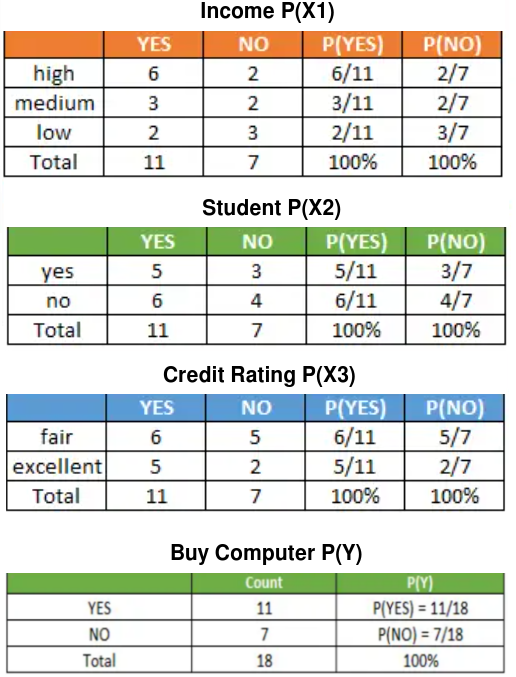 Income P(X1)
YES NO P(YES) P(NO)
high 6 2 6/11 2/7
medium 3 2 3/11 2/7
low 2 3 2/11 3/7
Total 11 7 100% 100%
Student P(X2)
YES NO P(YES) P(NO)
yes 5 3 5/11 3/7
no 6 4 6/11 4/7
Total 11 7 100% 100%
Credit Rating P(X3)
YES NO P(YES) P(NO)
fair 6 5 6/11 5/7
excellent 5 2 5/11 2/7
Total 11 7 100% 100%
Buy Computer P(Y)
Count P(Y)
YES 11 P(YES) = 11/18
NO 7 P(NO) = 7/18
Total 18 100%